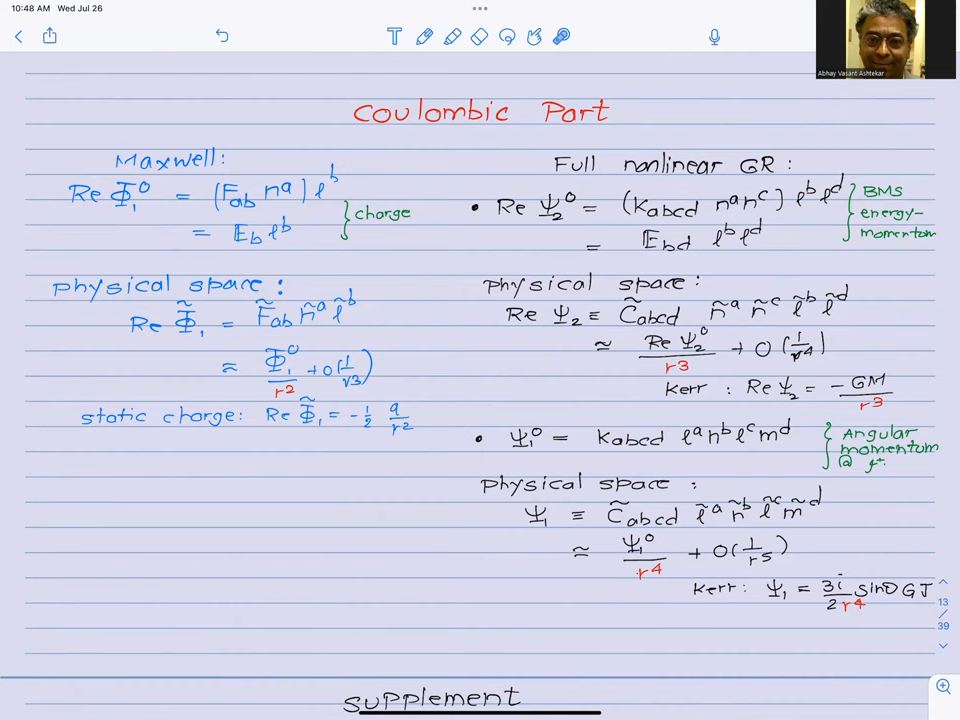 10:48 AM Wed Jul 26
Abhay Vasant Ashtekar
Coulombic Part
Maxwell:
Re Φ₁⁰ = (F_ab n^a) l^b
= E_b l^b
charge
Physical space:
Re Φ̃₁ = F̃_ab ñ^a l̃^b
≈ Φ₁⁰/r2 + O(1/r3)
static charge: Re Φ̃₁ = -1/2 q/r2
Full nonlinear GR:
• Re Ψ₂⁰ = (K_abcd n^a n^c) l^b l^d
= E_bd l^b l^d
BMS
energy-
momentum
Physical space:
Re Ψ₂ ≡ C̃_abcd ñ^a ñ^c l̃^b l̃^d
≈ Re Ψ₂⁰/r3 + O(1/r4)
Kerr: Re Ψ₂ = -GM/r3
• Ψ₁⁰ = K_abcd l^a n^b l^c m^d
Angular
momentum
@ 𝓘⁺
Physical space:
Ψ₁ ≡ C̃_abcd l̃^a ñ^b l̃^c m̃^d
≈ Ψ₁⁰/r4 + O(1/r5)
Kerr: Ψ₁ = 3i/2r4 sinθ GJ
13
/
39
Supplement